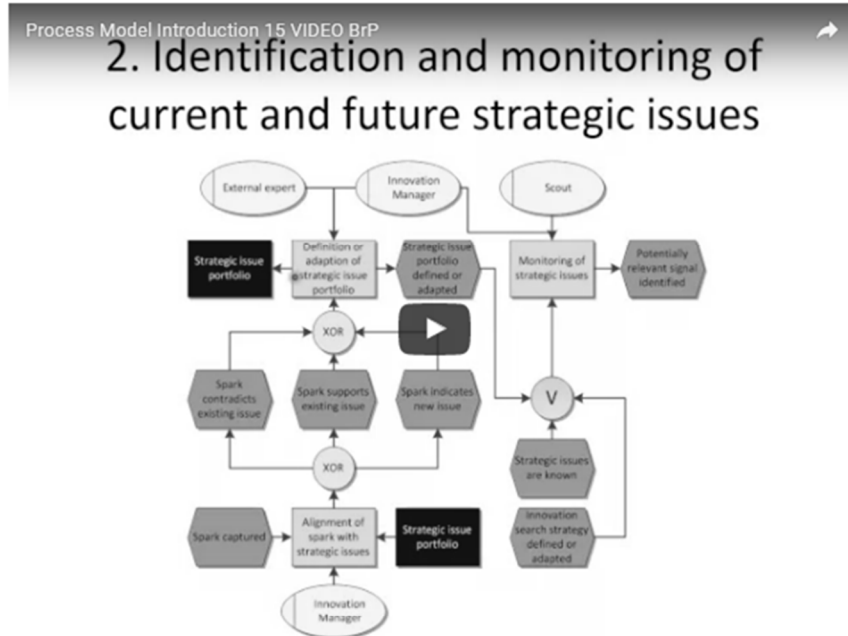 Process Model Introduction 15 VIDEO BrP
2. Identification and monitoring of
current and future strategic issues
External expert
Innovation
Manager
Scout
Strategic issue
portfolio
Definition or
adaption of
strategic issue
portfolio
Strategic issue
portfolio
defined or
adapted
Monitoring of
strategic issues
Potentially
relevant signal
identified
XOR
Spark
contradicts
existing issue
Spark supports
existing issue
Spark indicates
new issue
V
XOR
Strategic issues
are known
Spark captured
Alignment of
spark with
strategic issues
Strategic issue
portfolio
Innovation
search strategy
defined or
adapted
Innovation
Manager